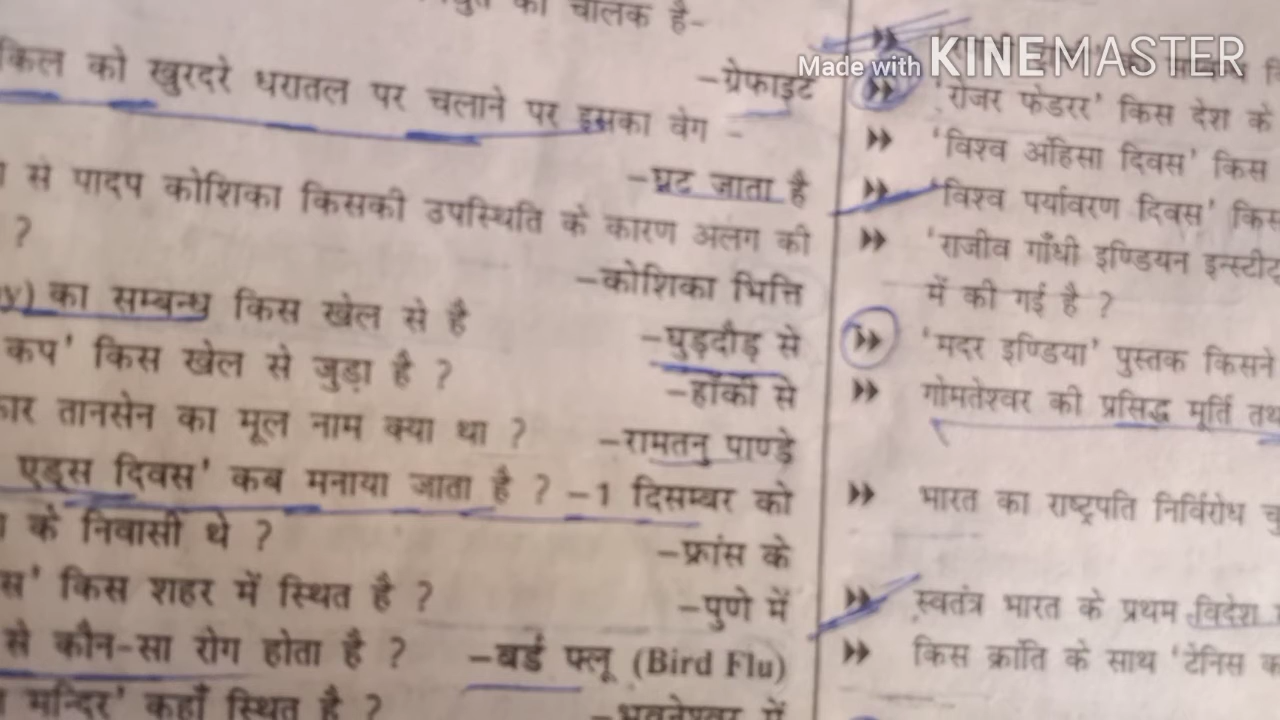 का चालक है-
-ग्रेफाइट
को खुरदरे धरातल पर चलाने पर इसका वेग -
-घट जाता है
से पादप कोशिका किसकी उपस्थिति के कारण अलग की
?
-कोशिका भित्ति
का सम्बन्ध किस खेल से है
-घुड़दौड़ से
कप' किस खेल से जुड़ा है ?
-हॉकी से
तानसेन का मूल नाम क्या था ?
-रामतनु पाण्डे
एड्स दिवस' कब मनाया जाता है ? -1 दिसम्बर को
के निवासी थे ?
-फ्रांस के
किस शहर में स्थित है ?
-पुणे में
से कौन-सा रोग होता है ? -बर्ड फ्लू (Bird Flu)
मन्दिर' कहाँ स्थित है ?
-भुवनेश्वर में
Made with KINEMASTER
'रोजर फेडरर' किस देश के
'विश्व अहिंसा दिवस' किस
'विश्व पर्यावरण दिवस'
'राजीव गाँधी इण्डियन
में की गई है ?
'मदर इण्डिया' पुस्तक किसने
गोमतेश्वर की प्रसिद्ध मूर्ति
भारत का राष्ट्रपति निर्विरोध
स्वतंत्र भारत के प्रथम विदेश
किस क्रांति के साथ 'टेनिस